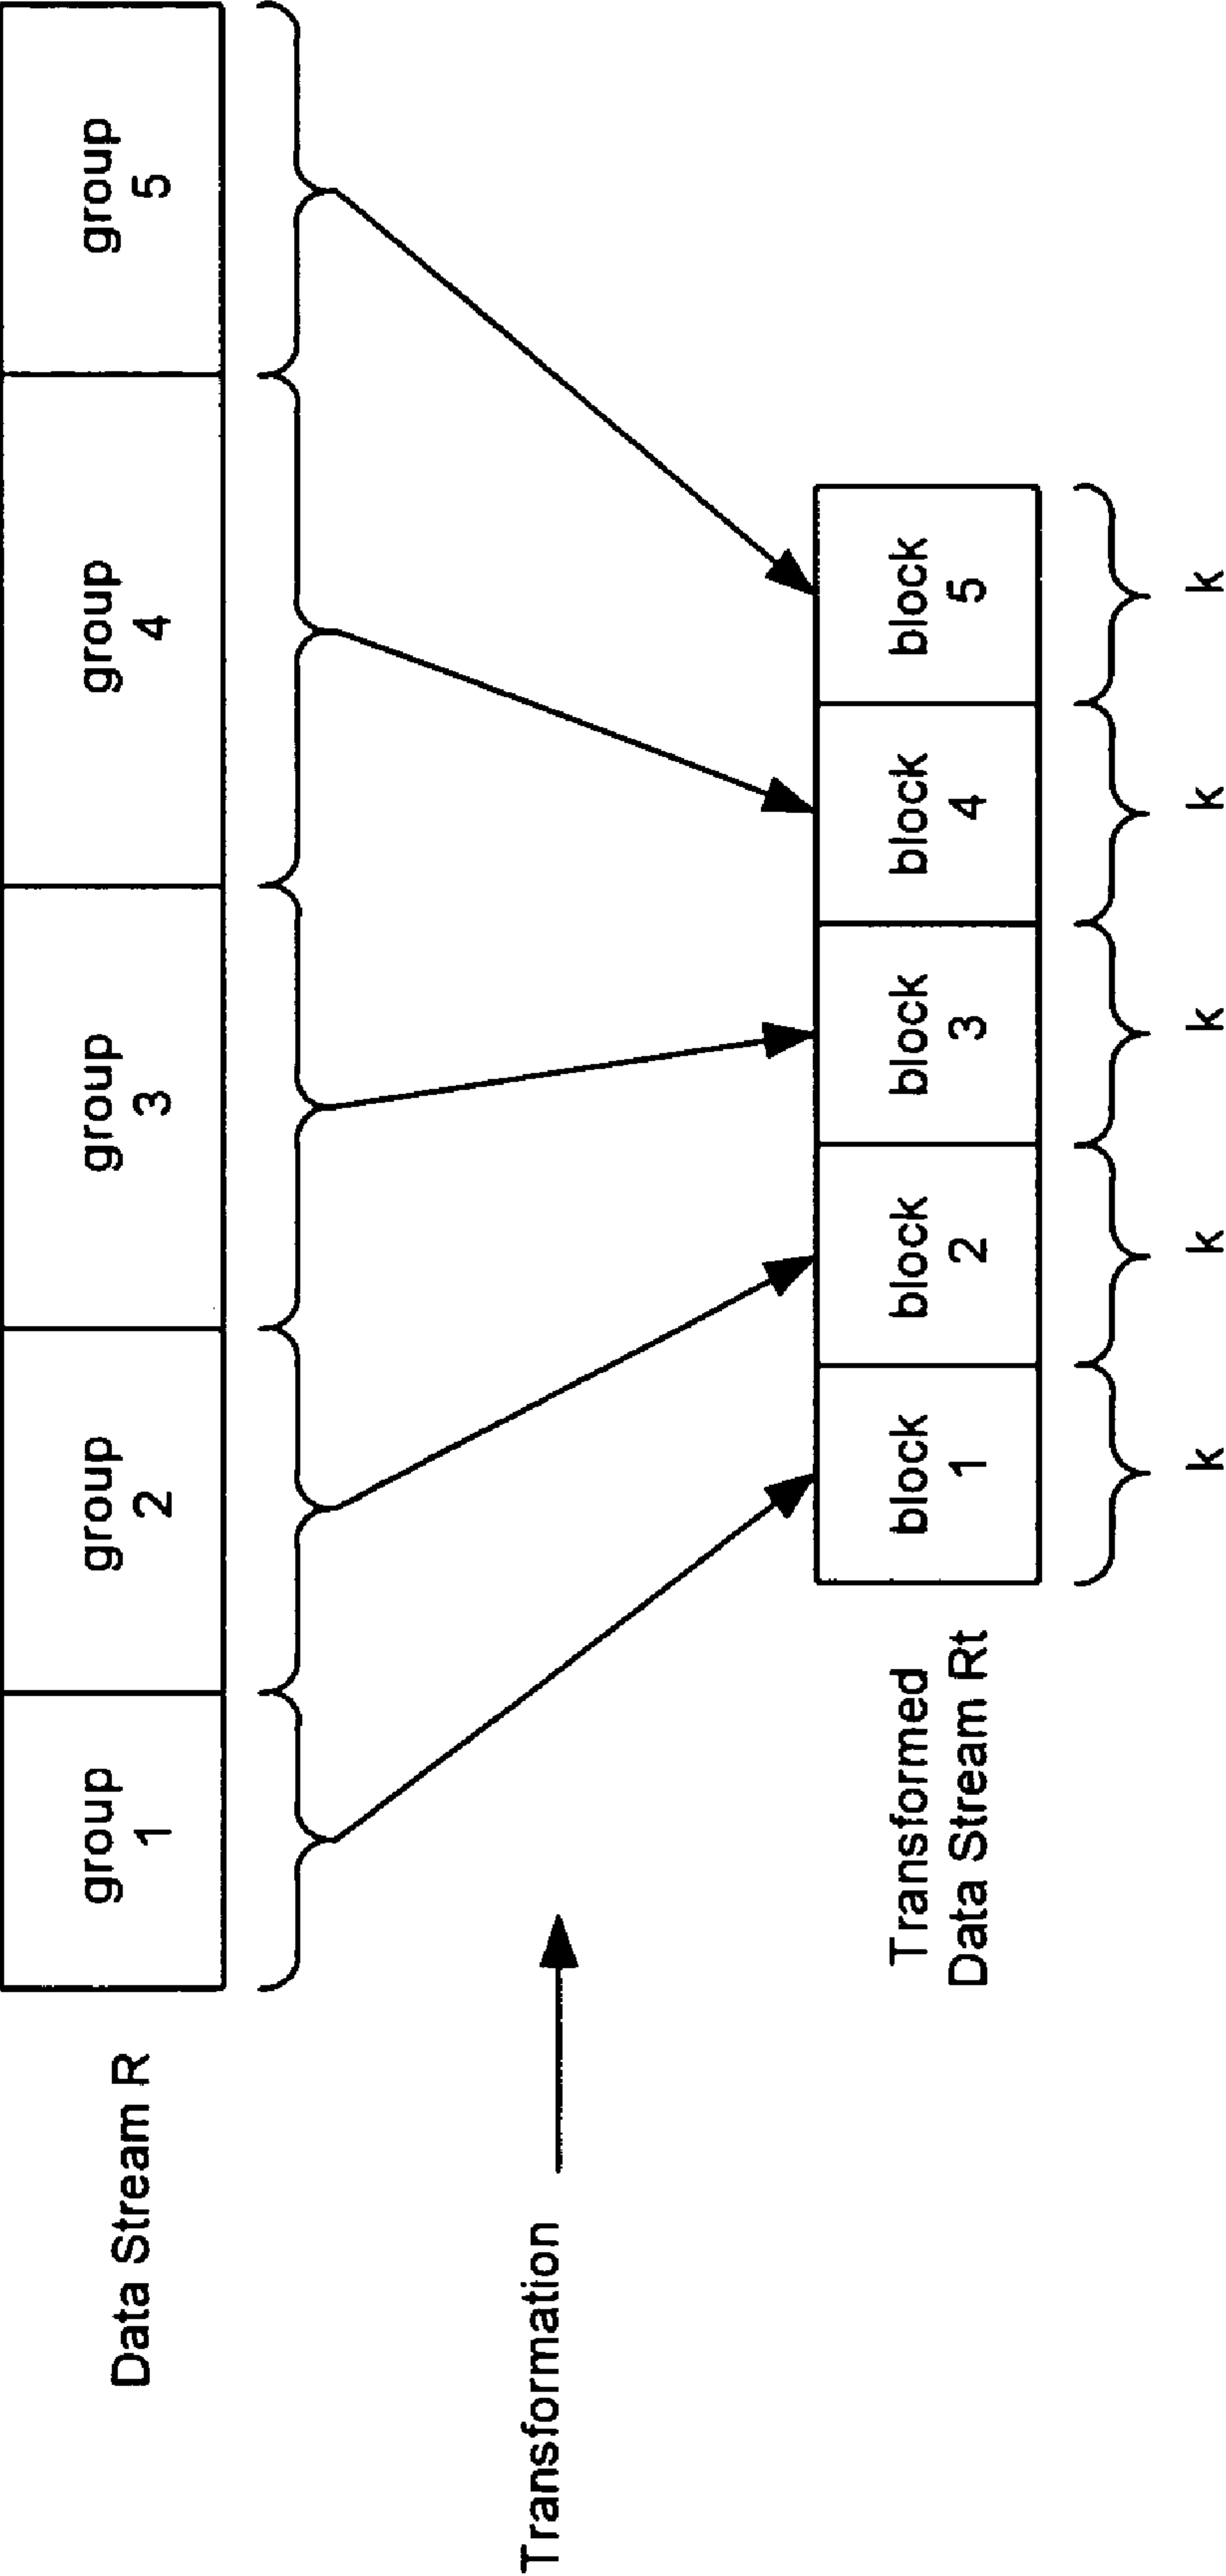 Data Stream R
group
1
group
2
group
3
group
4
group
5
Transformation
Transformed
Data Stream Rt
block
1
block
2
block
3
block
4
block
5
k
k
k
k
k